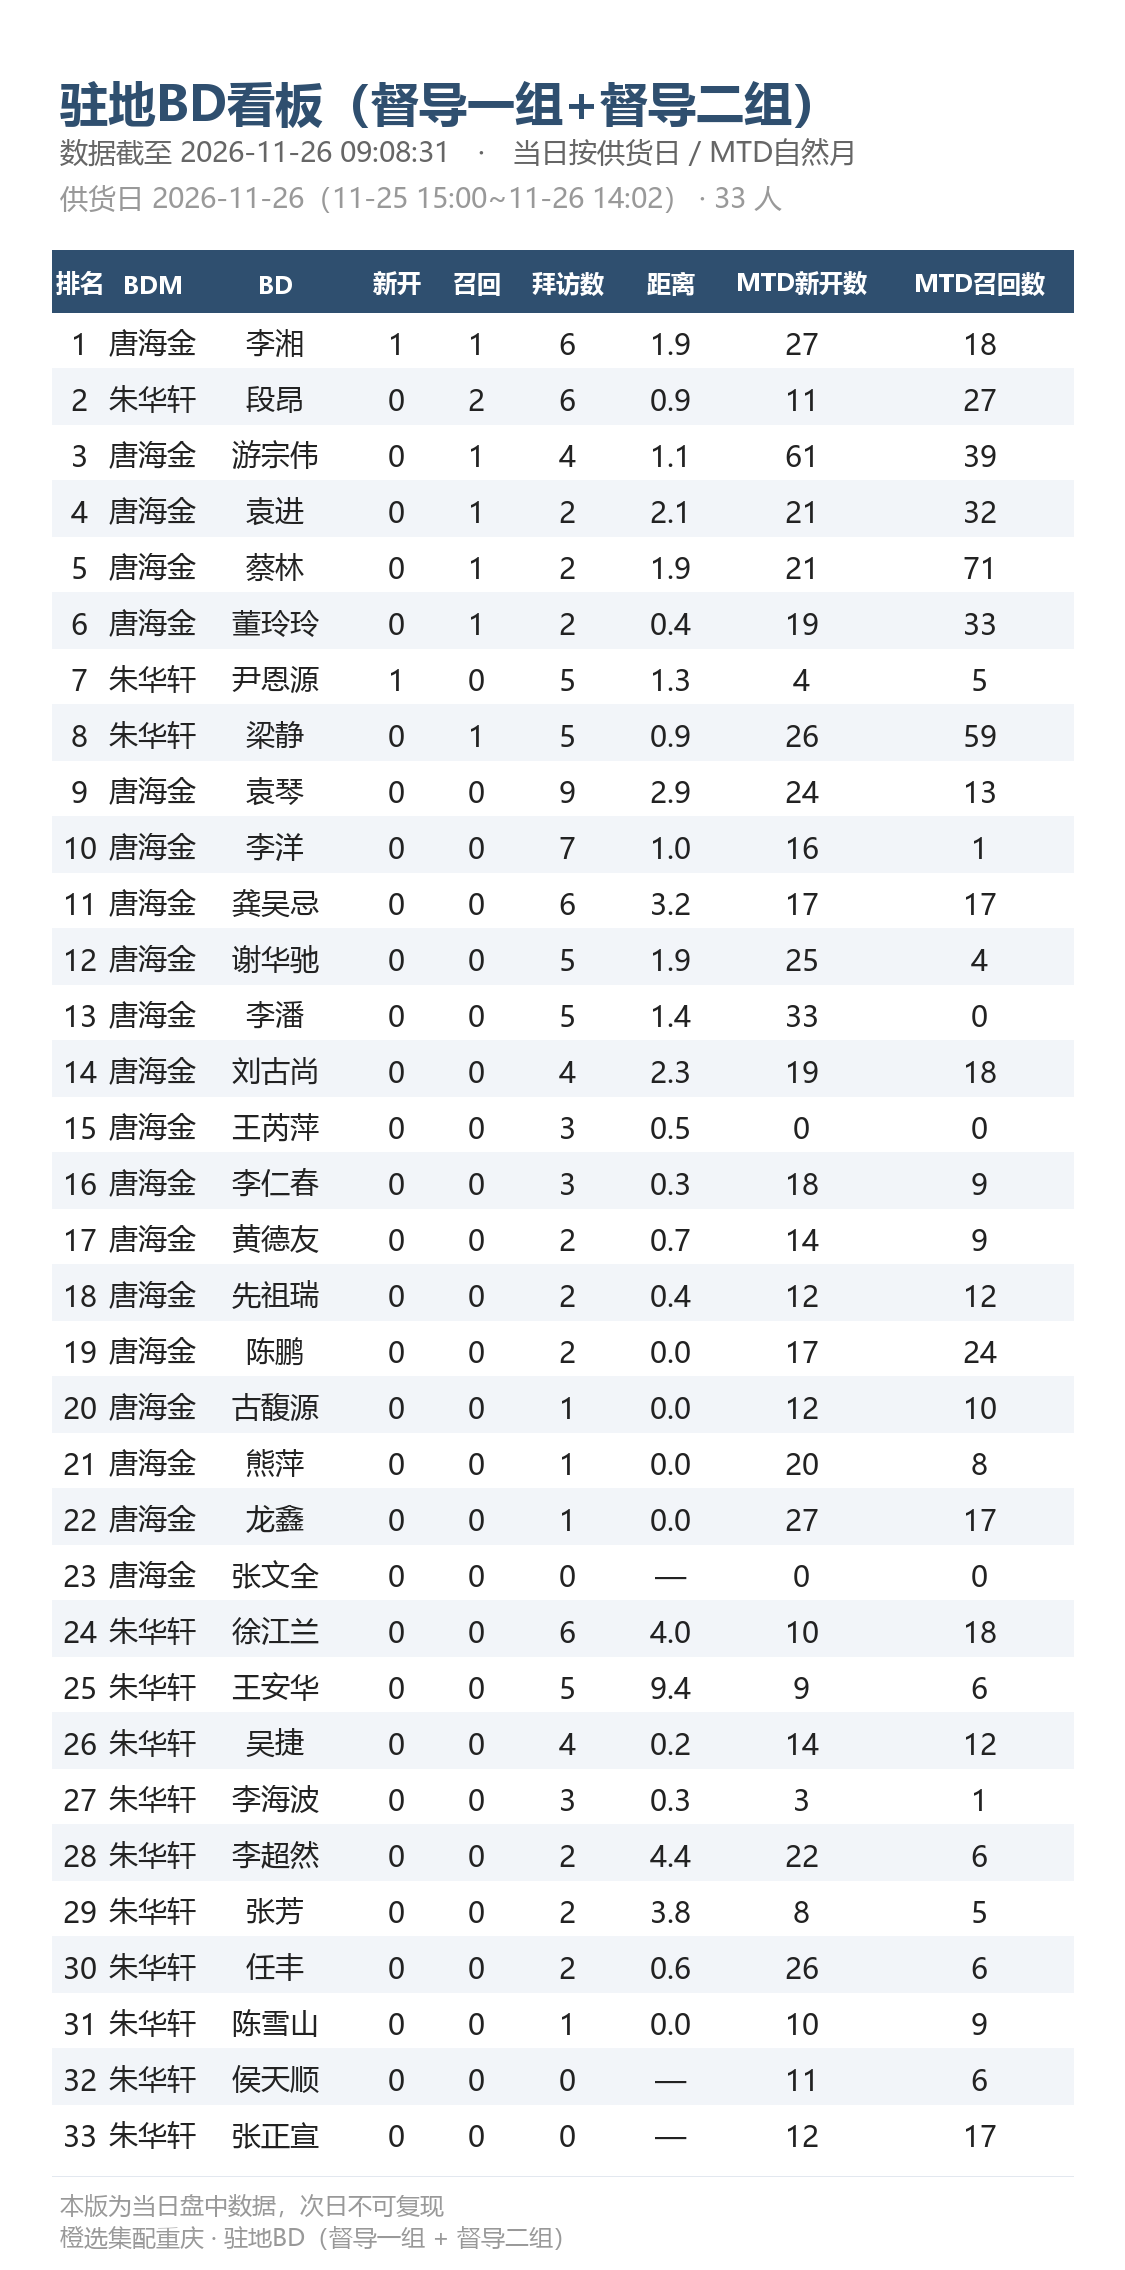 驻地BD看板（督导一组+督导二组）
数据截至 2026-11-26 09:08:31 · 当日按供货日 / MTD自然月
供货日 2026-11-26（11-25 15:00~11-26 14:02） · 33 人
排名 BDM BD 新开 召回 拜访数 距离 MTD新开数 MTD召回数
1 唐海金 李湘 1 1 6 1.9 27 18
2 朱华轩 段昂 0 2 6 0.9 11 27
3 唐海金 游宗伟 0 1 4 1.1 61 39
4 唐海金 袁进 0 1 2 2.1 21 32
5 唐海金 蔡林 0 1 2 1.9 21 71
6 唐海金 董玲玲 0 1 2 0.4 19 33
7 朱华轩 尹恩源 1 0 5 1.3 4 5
8 朱华轩 梁静 0 1 5 0.9 26 59
9 唐海金 袁琴 0 0 9 2.9 24 13
10 唐海金 李洋 0 0 7 1.0 16 1
11 唐海金 龚吴忌 0 0 6 3.2 17 17
12 唐海金 谢华驰 0 0 5 1.9 25 4
13 唐海金 李潘 0 0 5 1.4 33 0
14 唐海金 刘古尚 0 0 4 2.3 19 18
15 唐海金 王芮萍 0 0 3 0.5 0 0
16 唐海金 李仁春 0 0 3 0.3 18 9
17 唐海金 黄德友 0 0 2 0.7 14 9
18 唐海金 先祖瑞 0 0 2 0.4 12 12
19 唐海金 陈鹏 0 0 2 0.0 17 24
20 唐海金 古馥源 0 0 1 0.0 12 10
21 唐海金 熊萍 0 0 1 0.0 20 8
22 唐海金 龙鑫 0 0 1 0.0 27 17
23 唐海金 张文全 0 0 0 — 0 0
24 朱华轩 徐江兰 0 0 6 4.0 10 18
25 朱华轩 王安华 0 0 5 9.4 9 6
26 朱华轩 吴捷 0 0 4 0.2 14 12
27 朱华轩 李海波 0 0 3 0.3 3 1
28 朱华轩 李超然 0 0 2 4.4 22 6
29 朱华轩 张芳 0 0 2 3.8 8 5
30 朱华轩 任丰 0 0 2 0.6 26 6
31 朱华轩 陈雪山 0 0 1 0.0 10 9
32 朱华轩 侯天顺 0 0 0 — 11 6
33 朱华轩 张正宣 0 0 0 — 12 17
本版为当日盘中数据，次日不可复现
橙选集配重庆 · 驻地BD（督导一组 + 督导二组）